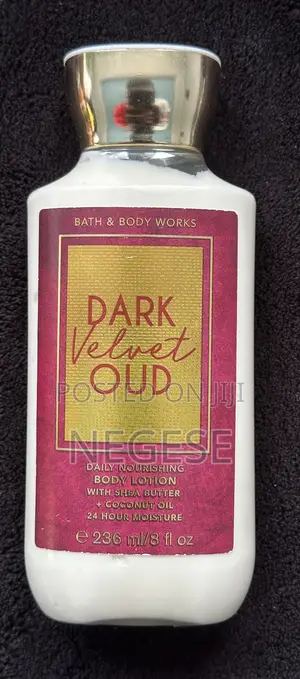 BATH & BODY WORKS
DARK
Velvet
OUD
POSTED ON JIJI
NEGESE
DAILY NOURISHING
BODY LOTION
WITH SHEA BUTTER
+ COCONUT OIL
24 HOUR MOISTURE
℮ 236 ml/8 fl oz